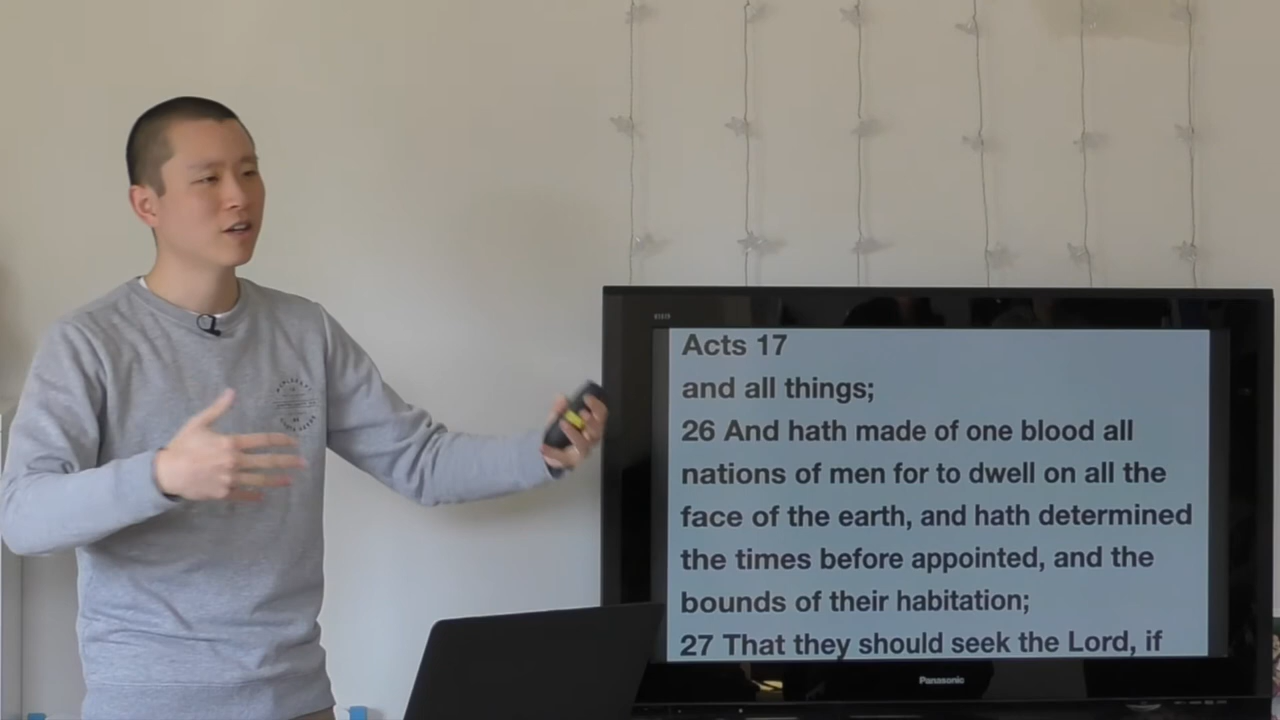 Acts 17
and all things;
26 And hath made of one blood all
nations of men for to dwell on all the
face of the earth, and hath determined
the times before appointed, and the
bounds of their habitation;
27 That they should seek the Lord, if
Panasonic